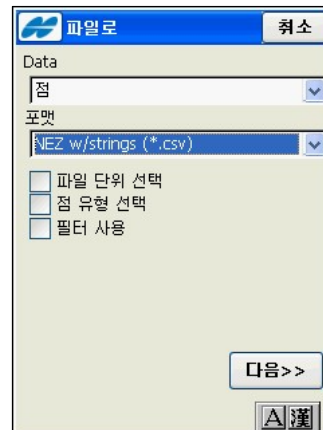 파일로 취소
Data
점
포맷
NEZ w/strings (*.csv)
파일 단위 선택
점 유형 선택
필터 사용
다음>>
A 漢